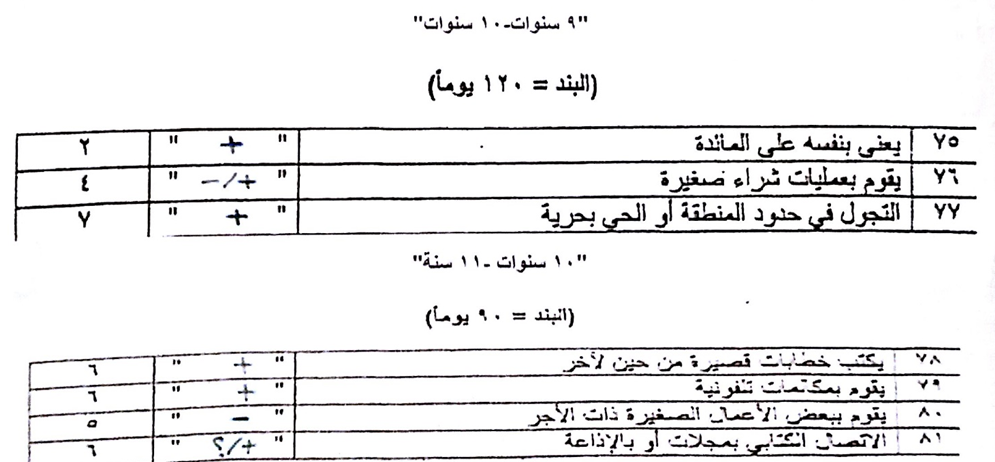 "٩ سنوات-١٠ سنوات"
(البند = ١٢٠ يوماً)
٧٥ يعنى بنفسه على المائدة " + " ٢
٧٦ يقوم بعمليات شراء صغيرة " +/- " ٤
٧٧ التجول في حدود المنطقة أو الحي بحرية " + " ٧
"١٠ سنوات -١١ سنة"
(البند = ٩٠ يوماً)
٧٨ يكتب خطابات قصيرة من حين لأخر " + " ٦
٧٩ يقوم بمكتمات تلفونية " + " ٦
٨٠ يقوم ببعض الأعمال الصغيرة ذات الأجر " - " ٥
٨١ الاتصال الكتابي بمجلات أو بالإذاعة " +/؟ " ٦